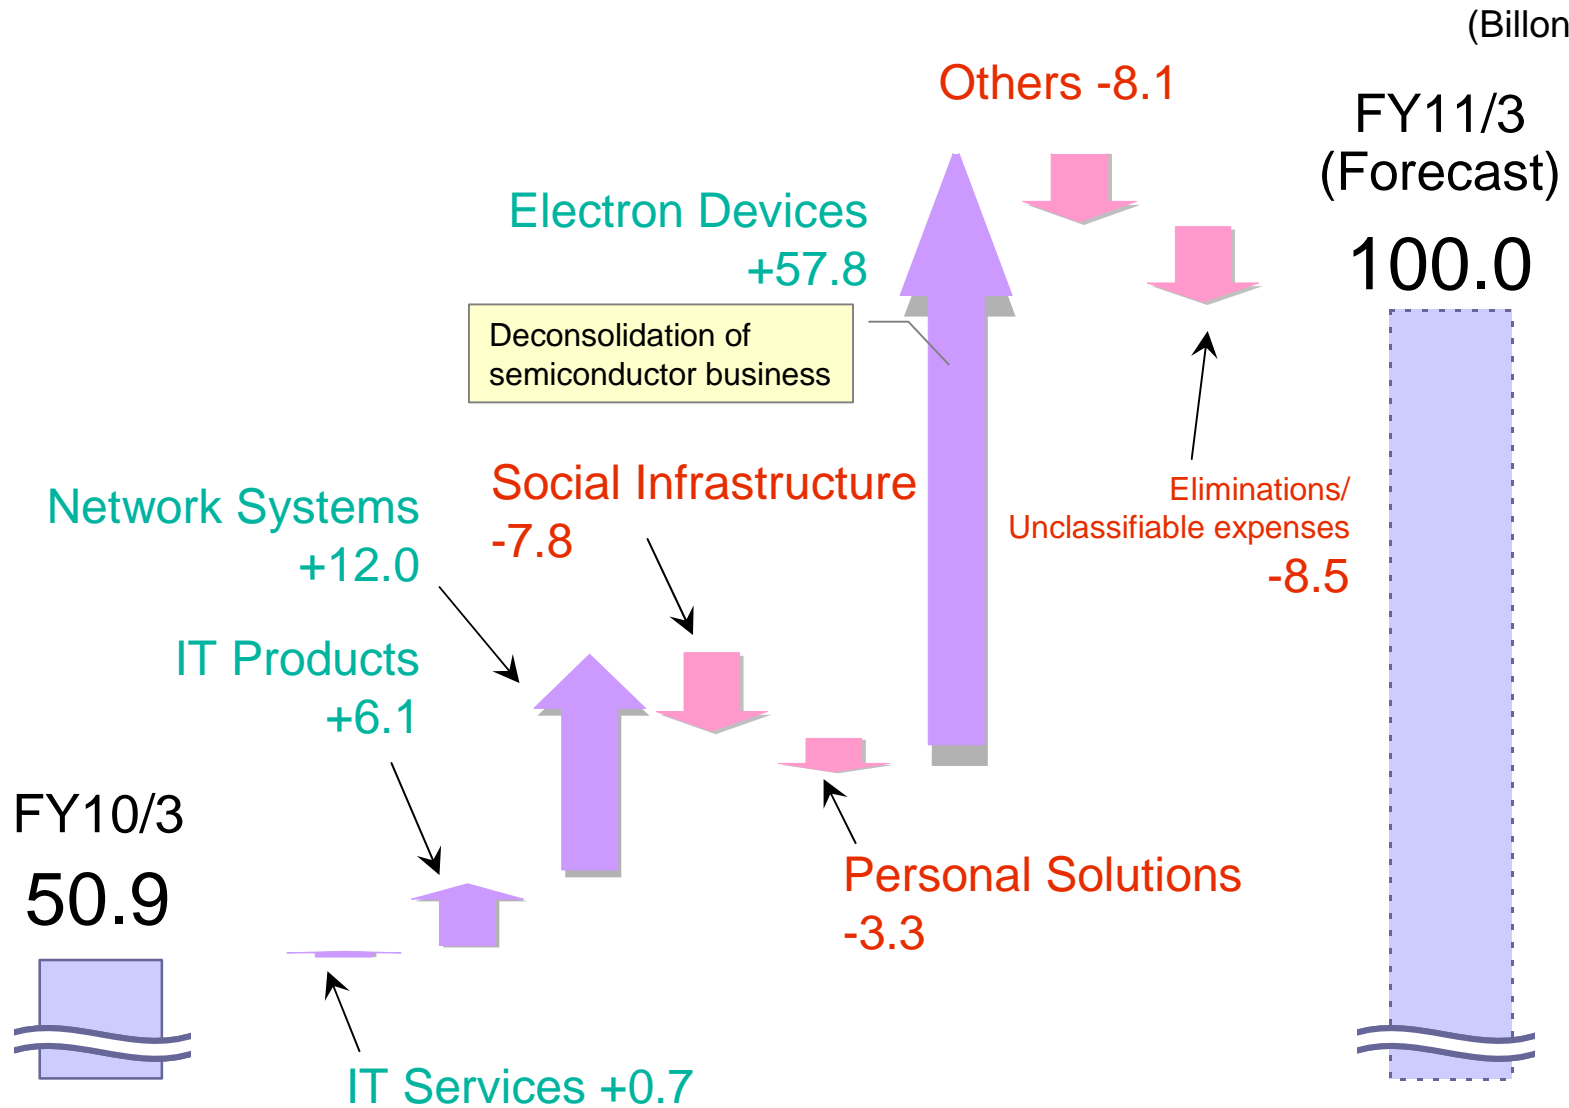 (Billon
Others -8.1
FY11/3
(Forecast)
100.0
Electron Devices
+57.8
Deconsolidation of
semiconductor business
Social Infrastructure
-7.8
Eliminations/
Unclassifiable expenses
-8.5
Network Systems
+12.0
IT Products
+6.1
FY10/3
50.9
Personal Solutions
-3.3
IT Services +0.7